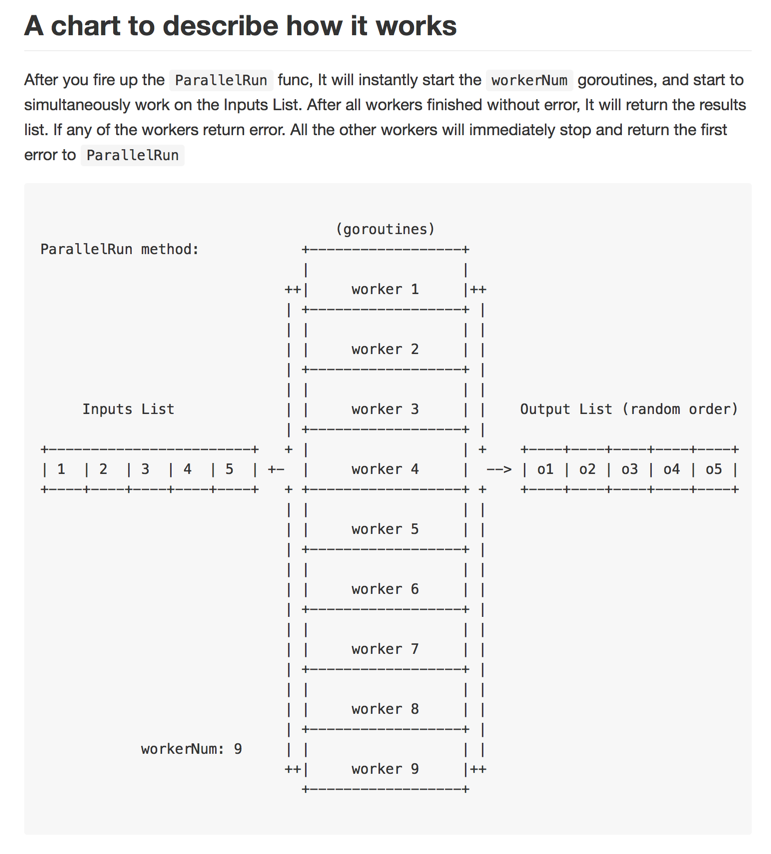 A chart to describe how it works
After you fire up the ParallelRun func, It will instantly start the workerNum goroutines, and start to
simultaneously work on the Inputs List. After all workers finished without error, It will return the results
list. If any of the workers return error. All the other workers will immediately stop and return the first
error to ParallelRun
(goroutines)
ParallelRun method:
worker 1
worker 2
worker 3
Inputs List
Output List (random order)
| 1 | 2 | 3 | 4 | 5 | +- | worker 4 | --> | o1 | o2 | o3 | o4 | o5 |
worker 5
worker 6
worker 7
worker 8
workerNum: 9
worker 9